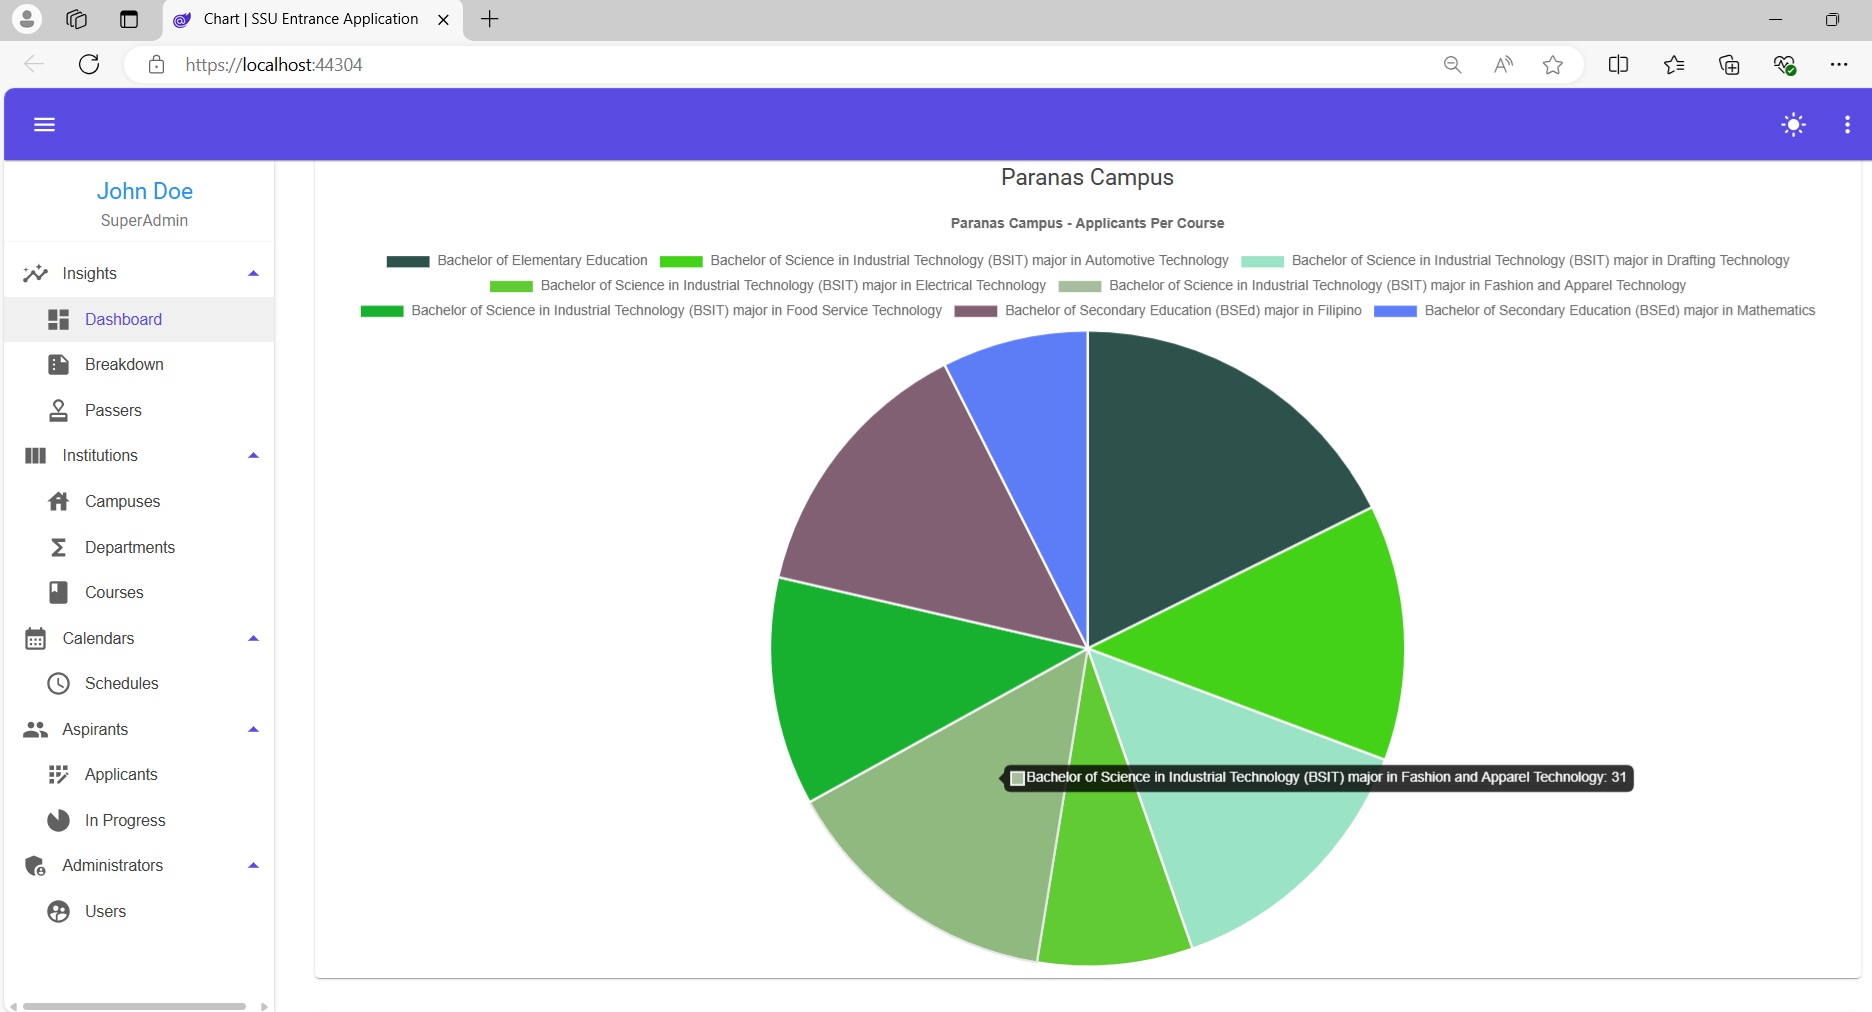 Chart | SSU Entrance Application
https://localhost:44304
John Doe
SuperAdmin
Insights
Dashboard
Breakdown
Passers
Institutions
Campuses
Departments
Courses
Calendars
Schedules
Aspirants
Applicants
In Progress
Administrators
Users
Paranas Campus
Paranas Campus - Applicants Per Course
Bachelor of Elementary Education Bachelor of Science in Industrial Technology (BSIT) major in Automotive Technology Bachelor of Science in Industrial Technology (BSIT) major in Drafting Technology
Bachelor of Science in Industrial Technology (BSIT) major in Electrical Technology Bachelor of Science in Industrial Technology (BSIT) major in Fashion and Apparel Technology
Bachelor of Science in Industrial Technology (BSIT) major in Food Service Technology Bachelor of Secondary Education (BSEd) major in Filipino Bachelor of Secondary Education (BSEd) major in Mathematics
Bachelor of Science in Industrial Technology (BSIT) major in Fashion and Apparel Technology: 31